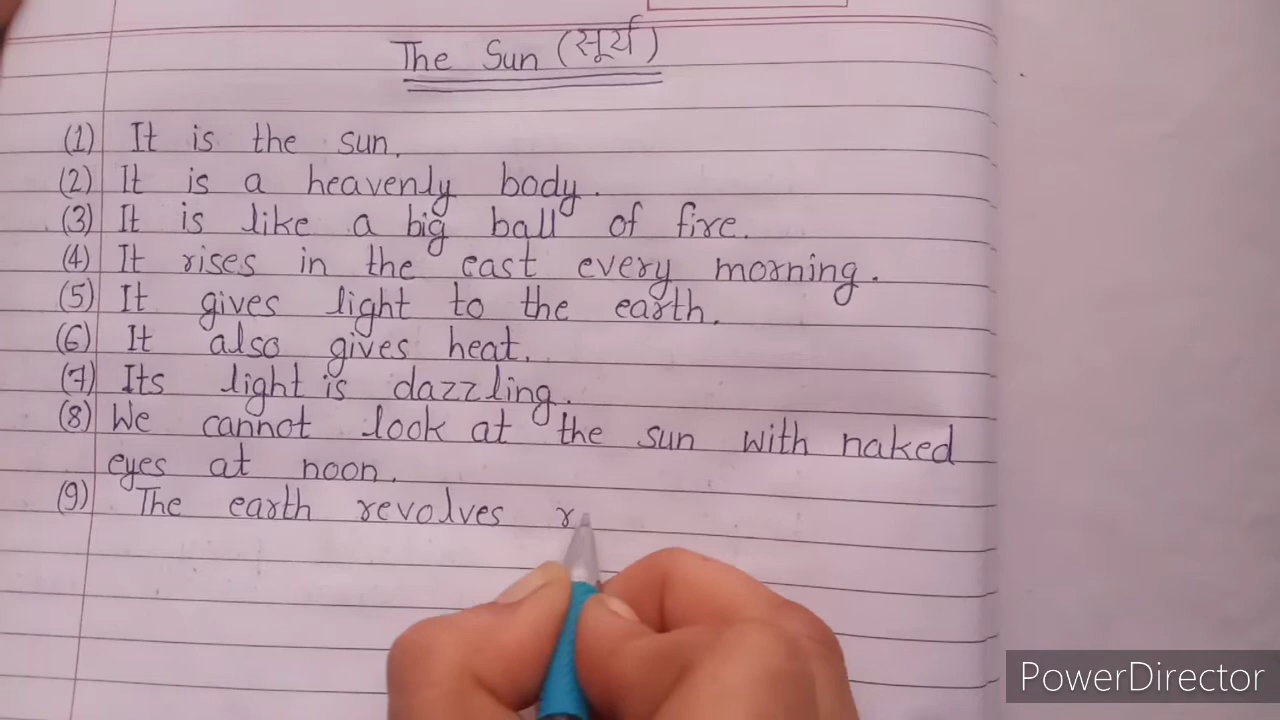 The Sun (सूर्य)
(1) It is the sun.
(2) It is a heavenly body.
(3) It is like a big ball of fire.
(4) It rises in the east every morning.
(5) It gives light to the earth.
(6) It also gives heat.
(7) Its light is dazzling.
(8) We cannot look at the sun with naked
eyes at noon.
(9) The earth revolves r
PowerDirector